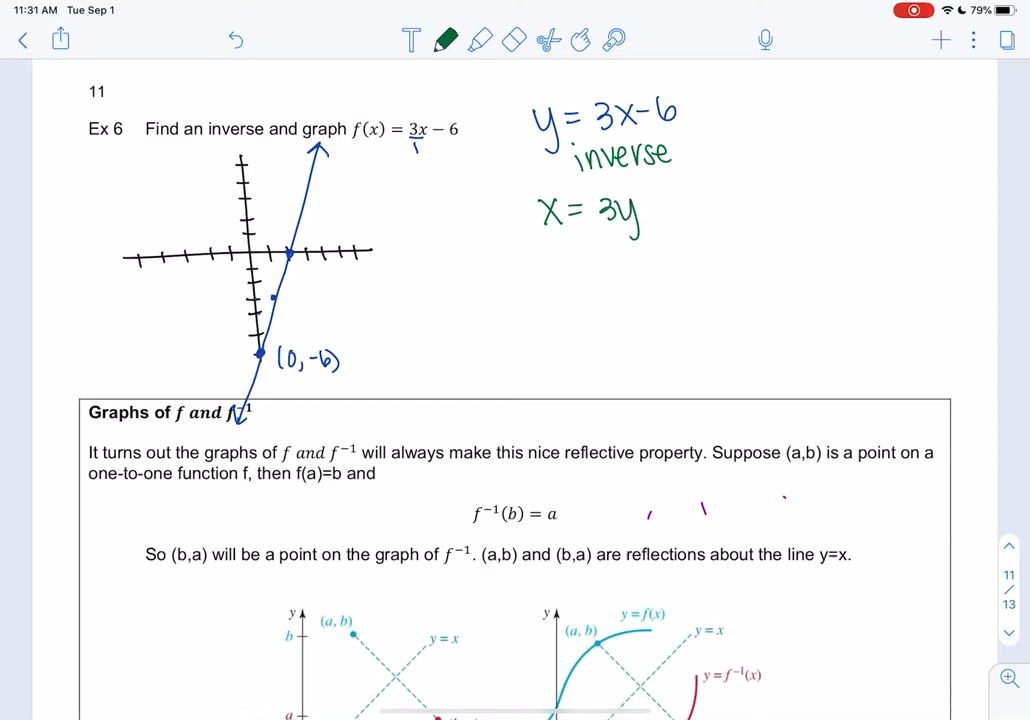 11:31 AM Tue Sep 1
79%
T
11
Ex 6 Find an inverse and graph f(x) = 3x − 6
1
y = 3x-6
inverse
x = 3y
(0, -6)
Graphs of f and f⁻¹
It turns out the graphs of f and f⁻¹ will always make this nice reflective property. Suppose (a,b) is a point on a
one-to-one function f, then f(a)=b and
f⁻¹(b) = a
So (b,a) will be a point on the graph of f⁻¹. (a,b) and (b,a) are reflections about the line y=x.
11
/
13
y
(a, b)
b
y = x
a
y
y = f(x)
(a, b)
y = x
y = f⁻¹(x)